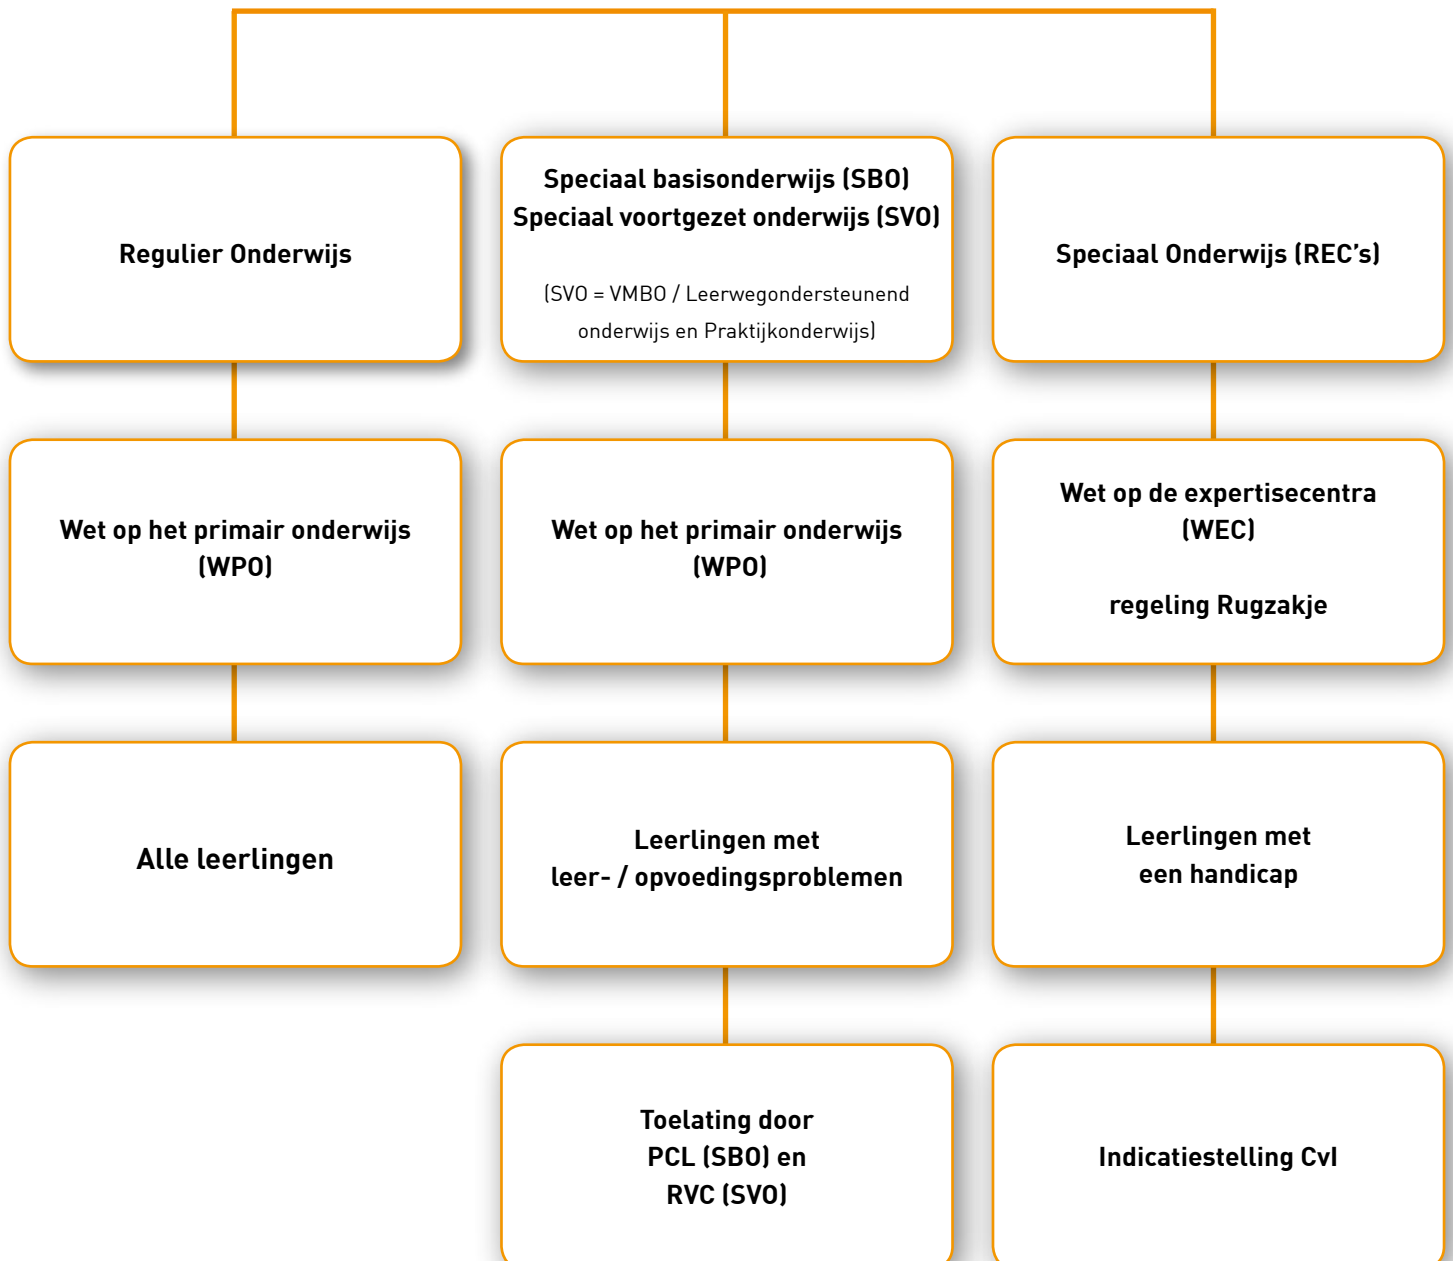 Regulier Onderwijs
Speciaal basisonderwijs (SBO)
Speciaal voortgezet onderwijs (SVO)
(SVO = VMBO / Leerwegondersteunend
onderwijs en Praktijkonderwijs)
Speciaal Onderwijs (REC's)
Wet op het primair onderwijs
(WPO)
Wet op het primair onderwijs
(WPO)
Wet op de expertisecentra
(WEC)
regeling Rugzakje
Alle leerlingen
Leerlingen met
leer- / opvoedingsproblemen
Leerlingen met
een handicap
Toelating door
PCL (SBO) en
RVC (SVO)
Indicatiestelling CvI